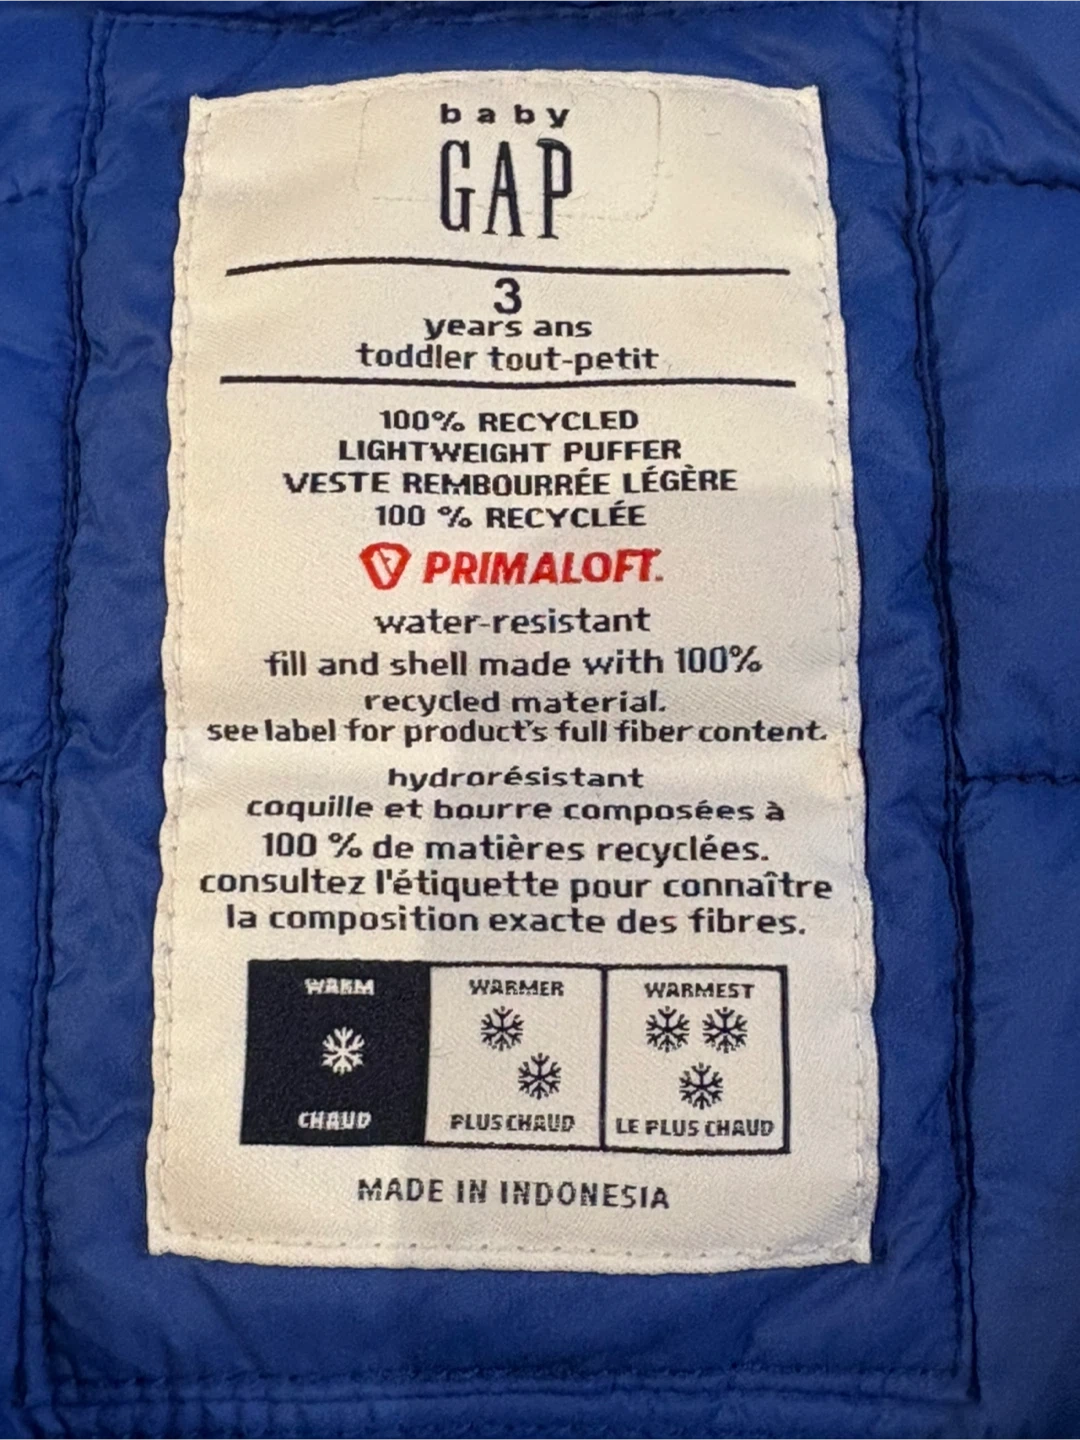 baby
GAP
3
years ans
toddler tout-petit
100% RECYCLED
LIGHTWEIGHT PUFFER
VESTE REMBOURRÉE LÉGÈRE
100 % RECYCLÉE
PRIMALOFT.
water-resistant
fill and shell made with 100%
recycled material.
see label for product's full fiber content.
hydrorésistant
coquille et bourre composées à
100 % de matières recyclées.
consultez l'étiquette pour connaître
la composition exacte des fibres.
WARM WARMER WARMEST
CHAUD PLUS CHAUD LE PLUS CHAUD
MADE IN INDONESIA